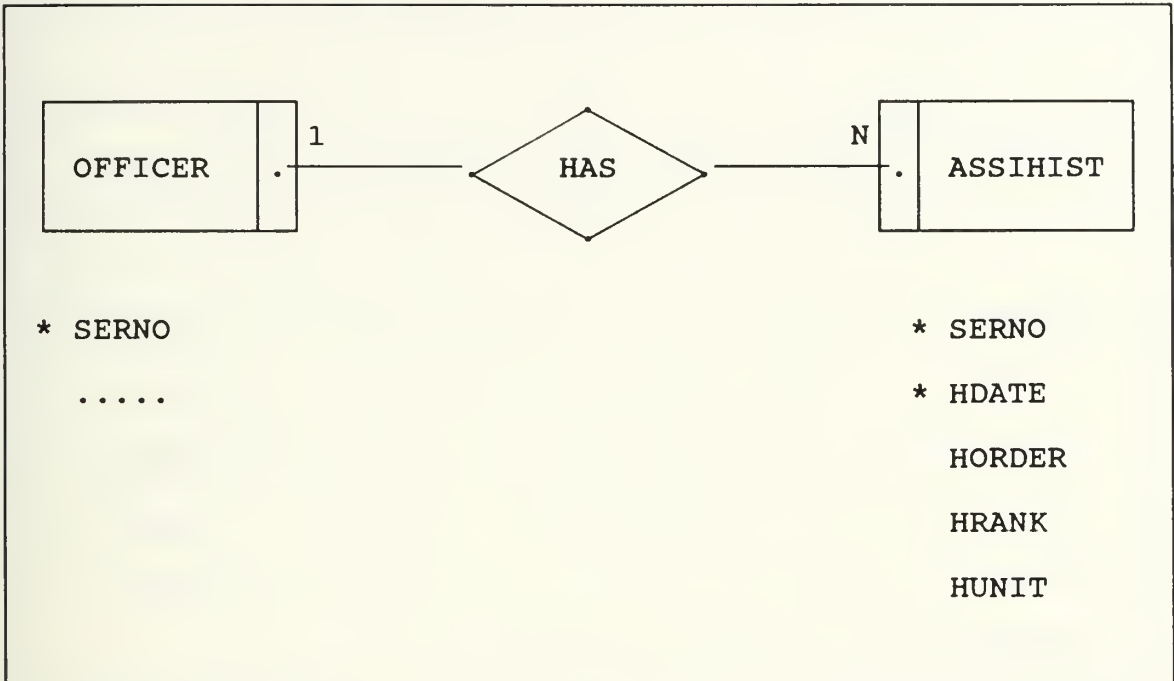 1 N
OFFICER HAS ASSIHIST
* SERNO * SERNO
..... * HDATE
HORDER
HRANK
HUNIT